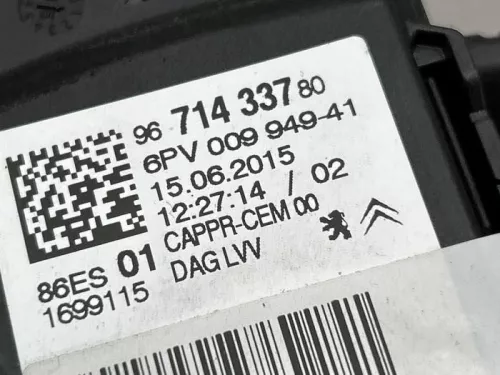 96 714 337 80
6PV 009 949-41
15.06.2015
12:27:14 / 02
CAPPR-CEM 00
DAG LVV
86ES 01
1699115